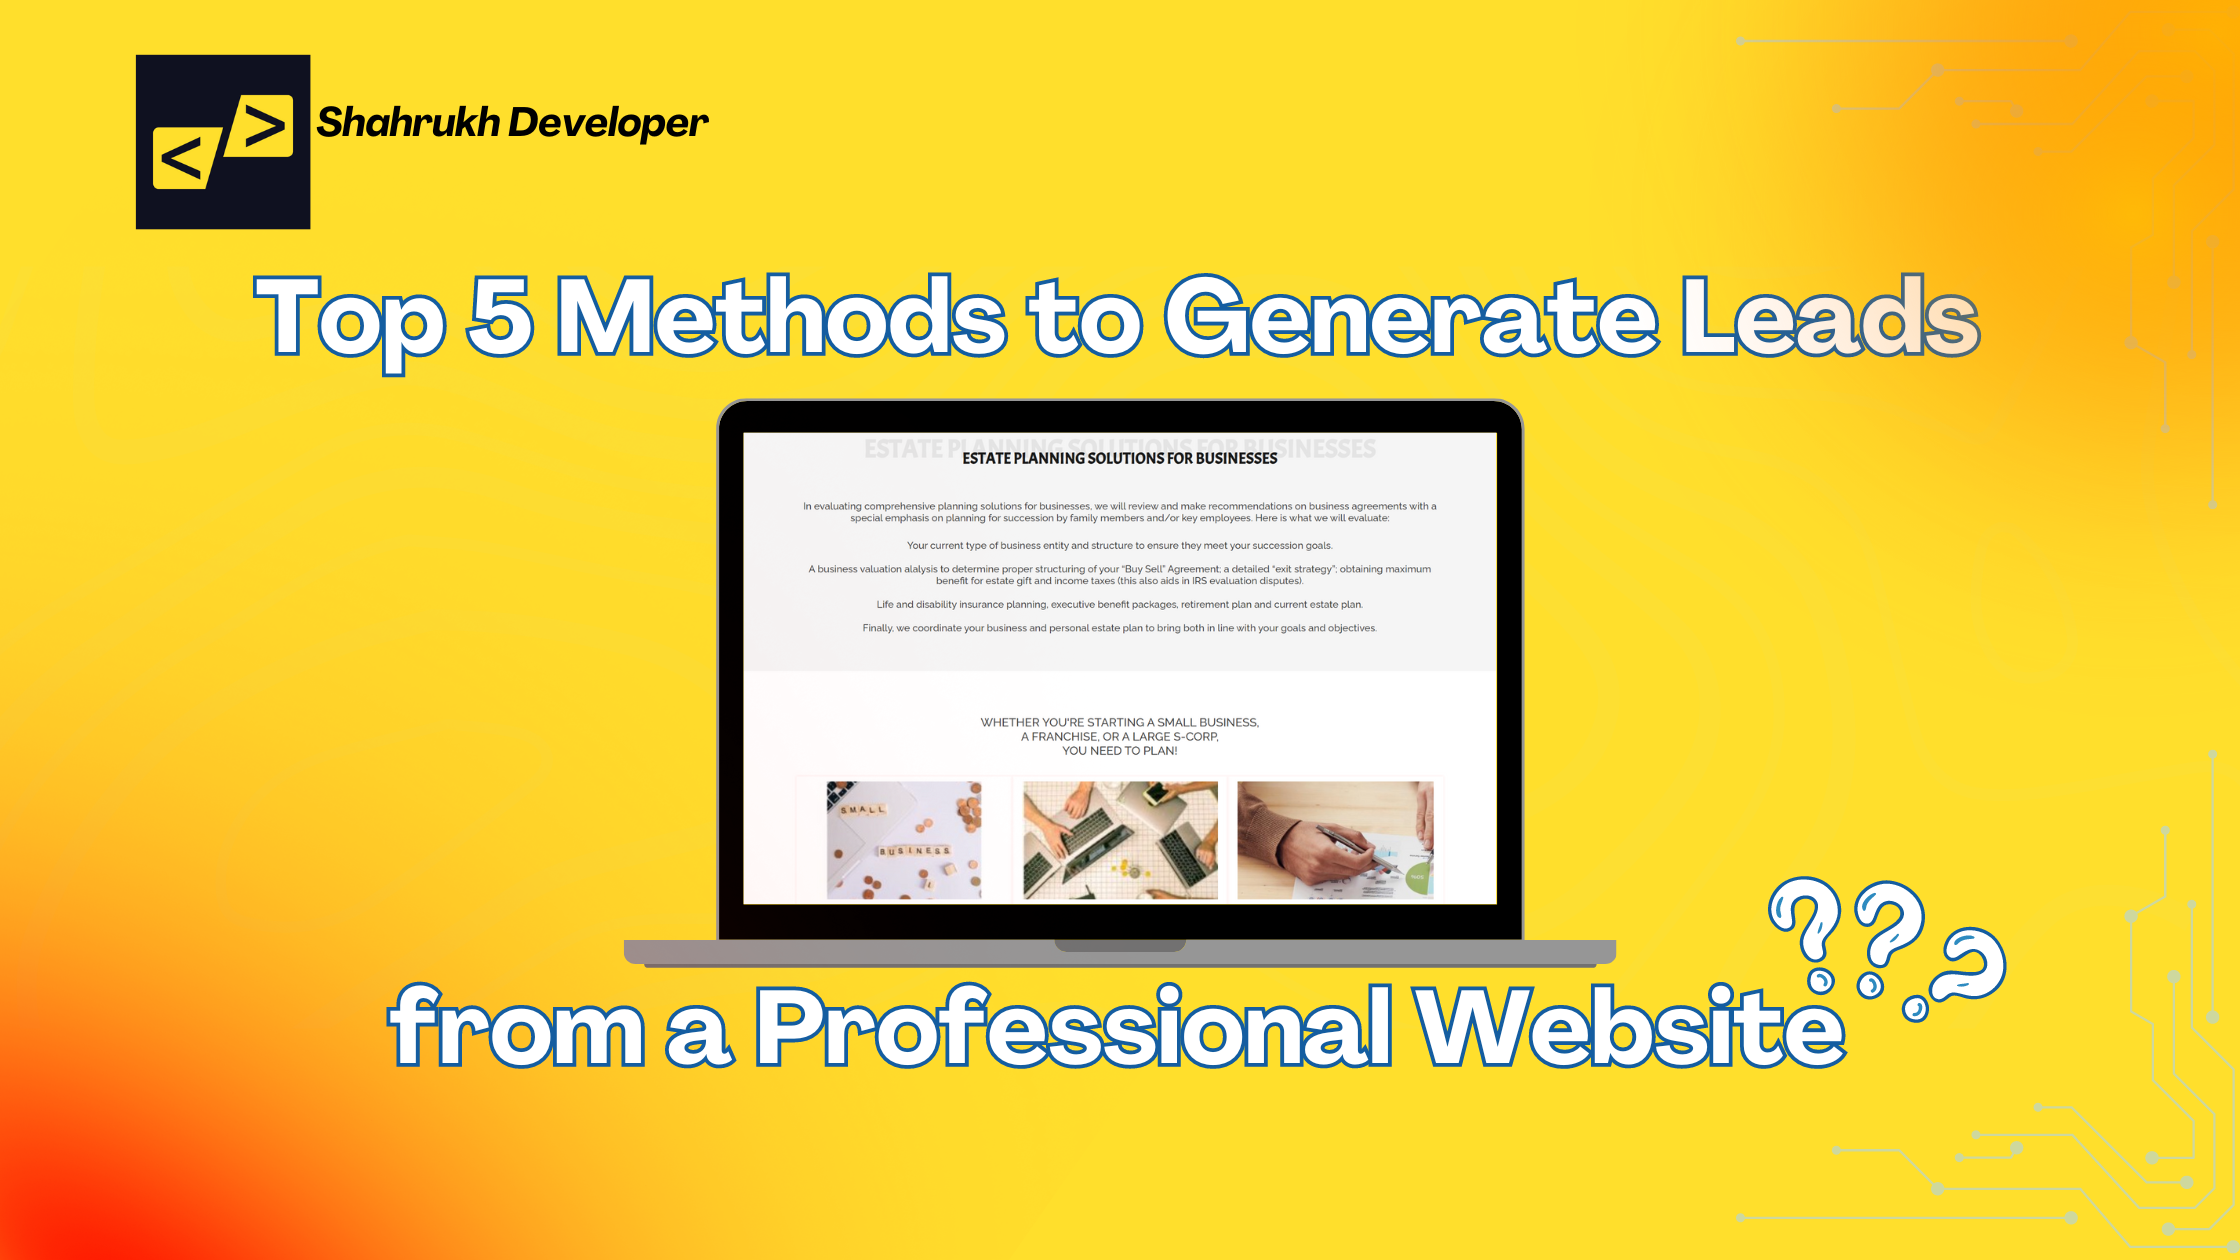 Shahrukh Developer
Top 5 Methods to Generate Leads
ESTATE PLANNING SOLUTIONS FOR BUSINESSES
ESTATE PLANNING SOLUTIONS FOR BUSINESSES
In evaluating comprehensive planning solutions for businesses, we will review and make recommendations on business agreements with a
special emphasis on planning for succession by family members and/or key employees. Here is what we will evaluate:
Your current type of business entity and structure to ensure they meet your succession goals.
A business valuation alalysis to determine proper structuring of your “Buy Sell” Agreement; a detailed “exit strategy”; obtaining maximum
benefit for estate gift and income taxes (this also aids in IRS evaluation disputes).
Life and disability insurance planning, executive benefit packages, retirement plan and current estate plan.
Finally, we coordinate your business and personal estate plan to bring both in line with your goals and objectives.
WHETHER YOU'RE STARTING A SMALL BUSINESS,
A FRANCHISE, OR A LARGE S-CORP,
YOU NEED TO PLAN!
SMALL
BUSINESS
from a Professional Website???